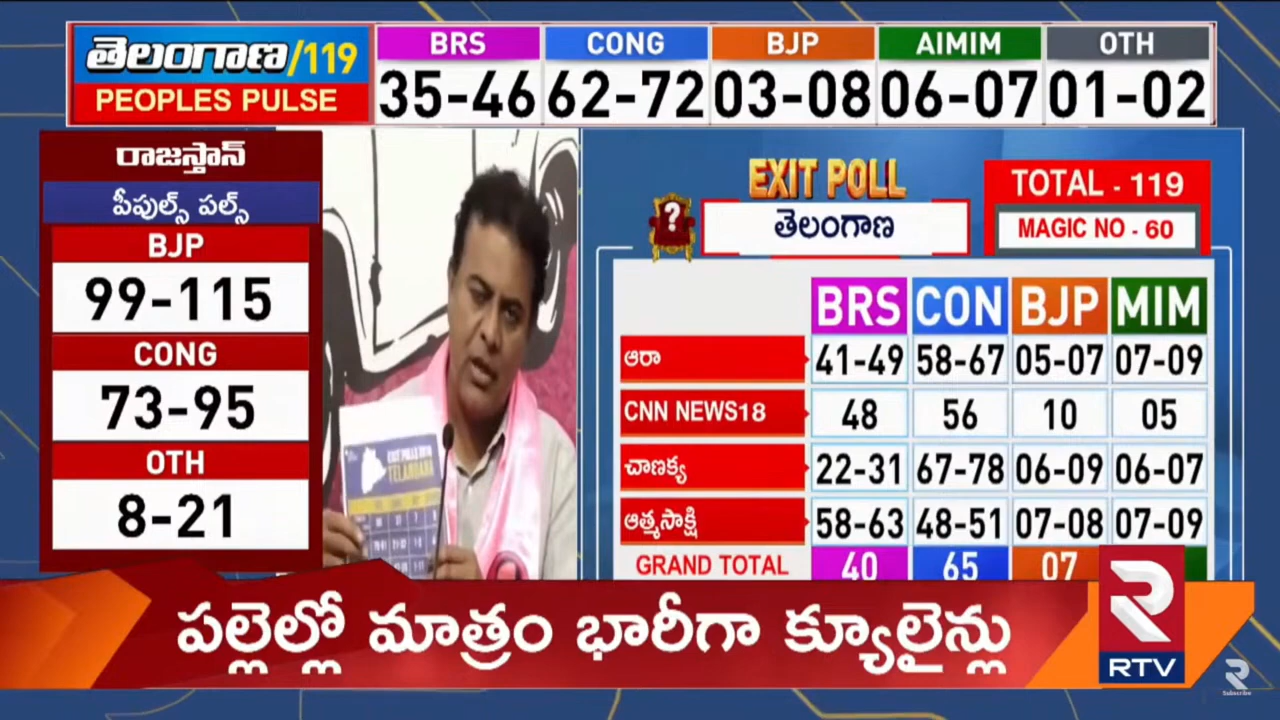 తెలంగాణ/119
PEOPLES PULSE
BRS CONG BJP AIMIM OTH
35-46 62-72 03-08 06-07 01-02
రాజస్తాన్
పీపుల్స్ పల్స్
BJP
99-115
CONG
73-95
OTH
8-21
TELANGANA
EXIT POLL
?
తెలంగాణ
TOTAL - 119
MAGIC NO - 60
BRS CON BJP MIM
ఆరా 41-49 58-67 05-07 07-09
CNN NEWS18 48 56 10 05
చాణక్య 22-31 67-78 06-09 06-07
ఆత్మసాక్షి 58-63 48-51 07-08 07-09
GRAND TOTAL 40 65 07
పల్లెల్లో మాత్రం భారీగా క్యూలైన్లు
R
RTV
R
Subscribe